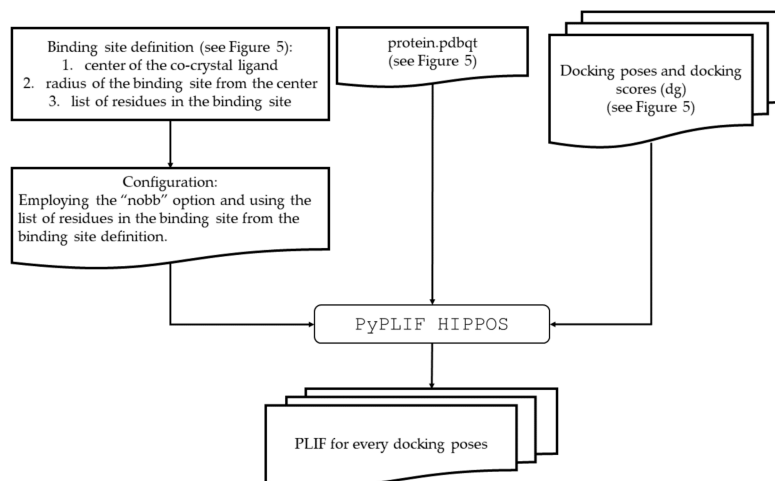 Binding site definition (see Figure 5):
1. center of the co-crystal ligand
2. radius of the binding site from the center
3. list of residues in the binding site
protein.pdbqt
(see Figure 5)
Docking poses and docking
scores (dg)
(see Figure 5)
Configuration:
Employing the “nobb” option and using the
list of residues in the binding site from the
binding site definition.
PyPLIF HIPPOS
PLIF for every docking poses